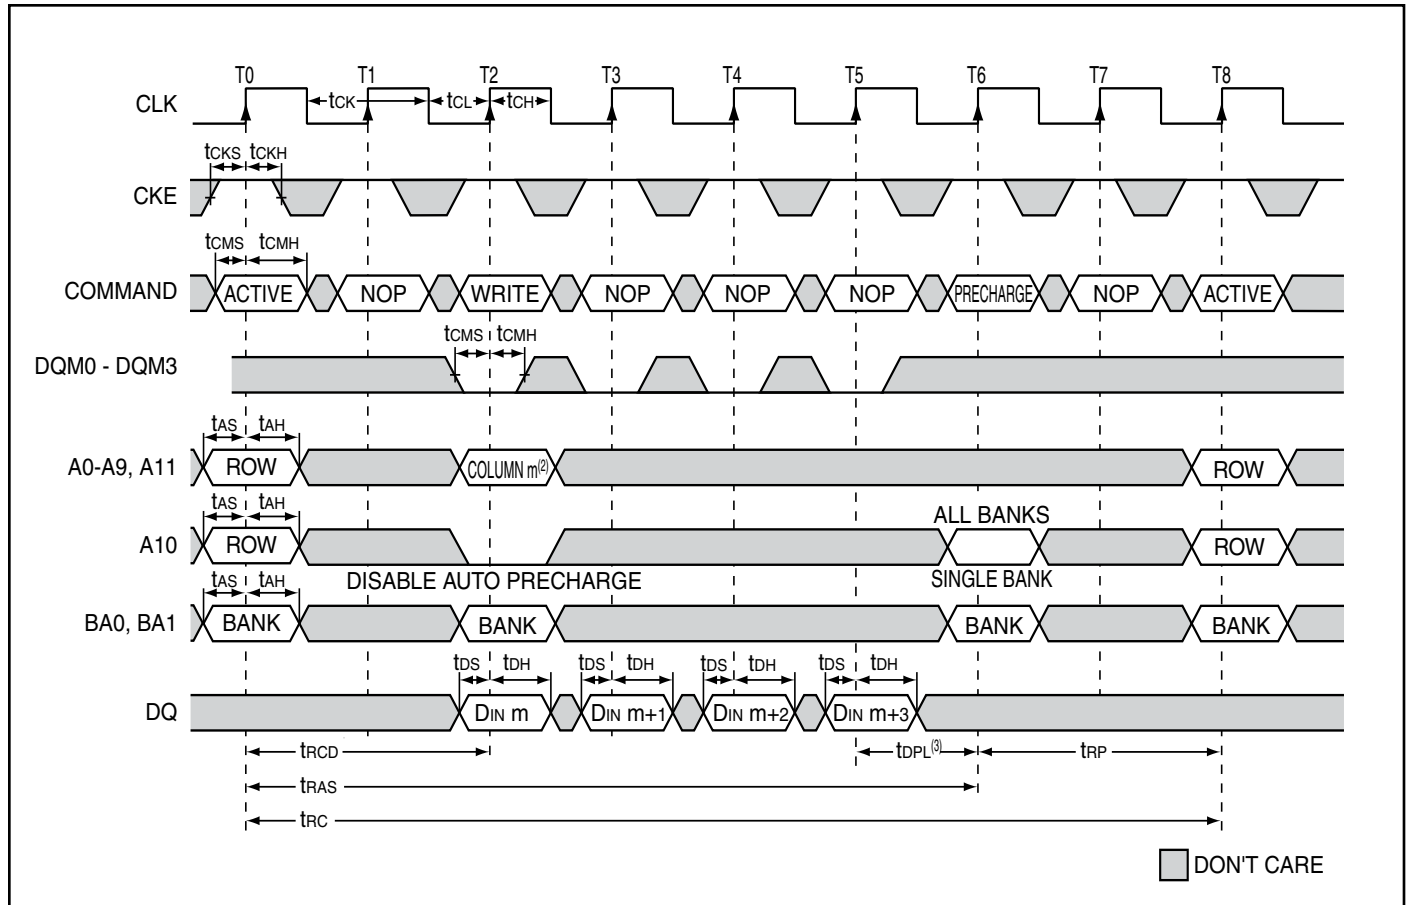 T0 T1 T2 T3 T4 T5 T6 T7 T8
CLK
tCK tCL tCH
tCKS tCKH
CKE
tCMS tCMH
COMMAND ACTIVE NOP WRITE NOP NOP NOP PRECHARGE NOP ACTIVE
tCMS tCMH
DQM0 - DQM3
tAS tAH
A0-A9, A11 ROW COLUMN m(2) ROW
tAS tAH
ALL BANKS
A10 ROW ROW
DISABLE AUTO PRECHARGE SINGLE BANK
tAS tAH
BA0, BA1 BANK BANK BANK BANK
tDS tDH tDS tDH tDS tDH tDS tDH
DQ DIN m DIN m+1 DIN m+2 DIN m+3
tRCD tDPL(3) tRP
tRAS
tRC
DON'T CARE